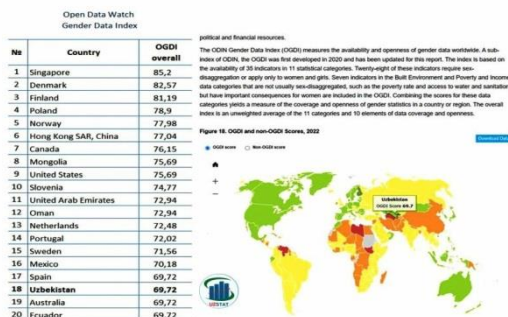 Open Data Watch
Gender Data Index
№ Country OGDI overall
1 Singapore 85,2
2 Denmark 82,57
3 Finland 81,19
4 Poland 78,9
5 Norway 77,98
6 Hong Kong SAR, China 77,04
7 Canada 76,15
8 Mongolia 75,69
9 United States 75,69
10 Slovenia 74,77
11 United Arab Emirates 72,94
12 Oman 72,94
13 Netherlands 72,48
14 Portugal 72,02
15 Sweden 71,56
16 Mexico 70,18
17 Spain 69,72
18 Uzbekistan 69,72
19 Australia 69,72
20 Ecuador 69,72
political and financial resources.
The ODIN Gender Data Index (OGDI) measures the availability and openness of gender data worldwide. A sub-
index of ODIN, the OGDI was first developed in 2020 and has been updated for this report. The index is based on
the availability of 35 indicators in 11 statistical categories. Twenty-eight of these indicators require sex-
disaggregation or apply only to women and girls. Seven indicators in the Built Environment and Poverty and Income
data categories that are not usually sex-disaggregated, such as the poverty rate and access to water and sanitation
but have important consequences for women are included in the OGDI. Combining the scores for these data
categories yields a measure of the coverage and openness of gender statistics in a country or region. The overall
index is an unweighted average of the 11 categories and 10 elements of data coverage and openness.
Figure 18. OGDI and non-OGDI Scores, 2022
Download Data
OGDI score Non-OGDI score
+
−
Uzbekistan
OGDI Score 69.7